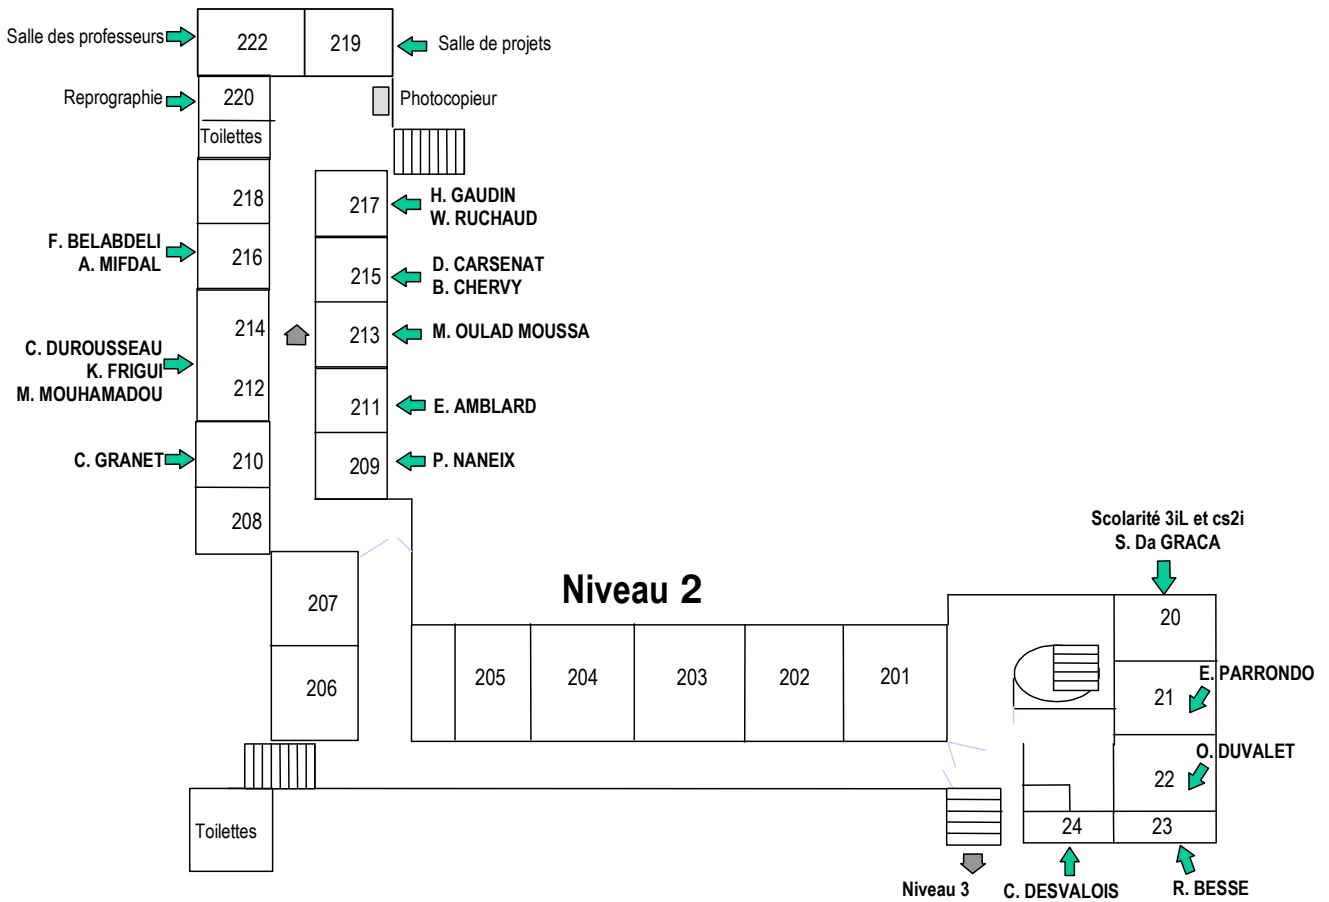 Salle des professeurs
222
219
Salle de projets
Reprographie
220
Photocopieur
Toilettes
218
217
H. GAUDIN
W. RUCHAUD
F. BELABDELI
A. MIFDAL
216
215
D. CARSENAT
B. CHERVY
214
213
M. OULAD MOUSSA
C. DUROUSSEAU
K. FRIGUI
M. MOUHAMADOU
212
211
E. AMBLARD
C. GRANET
210
209
P. NANEIX
208
Scolarité 3iL et cs2i
S. Da GRACA
Niveau 2
207
20
206
205
204
203
202
201
E. PARRONDO
21
O. DUVALET
22
Toilettes
24
23
Niveau 3
C. DESVALOIS
R. BESSE